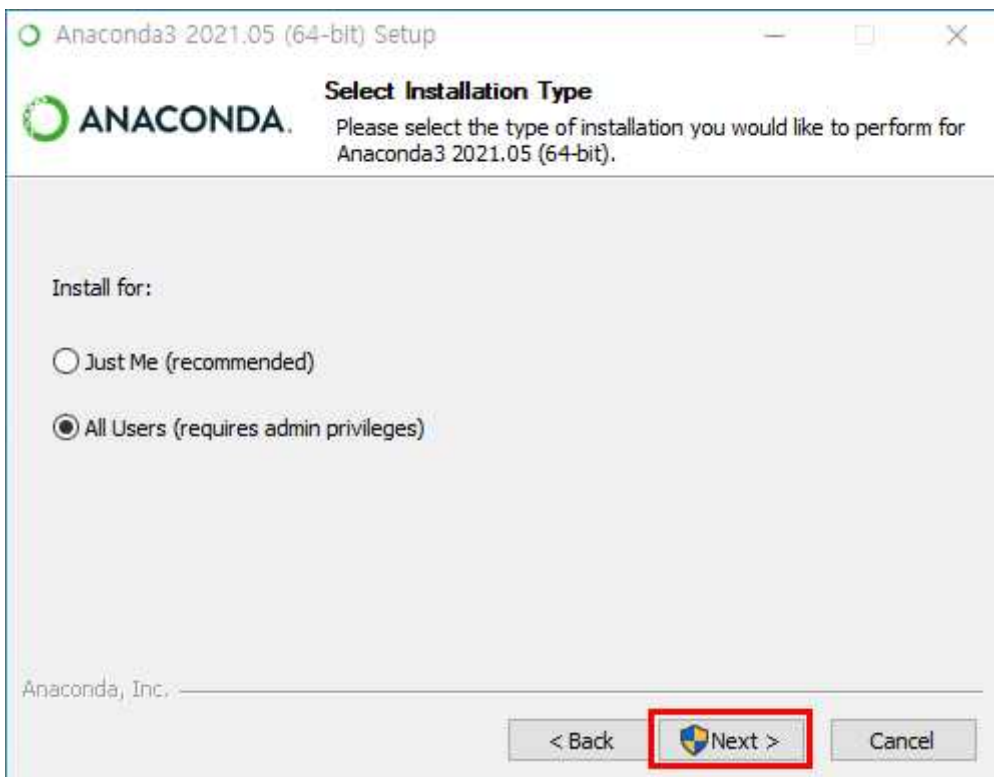 Anaconda3 2021.05 (64-bit) Setup
ANACONDA.
Select Installation Type
Please select the type of installation you would like to perform for
Anaconda3 2021.05 (64-bit).
Install for:
Just Me (recommended)
All Users (requires admin privileges)
Anaconda, Inc.
< Back
Next >
Cancel